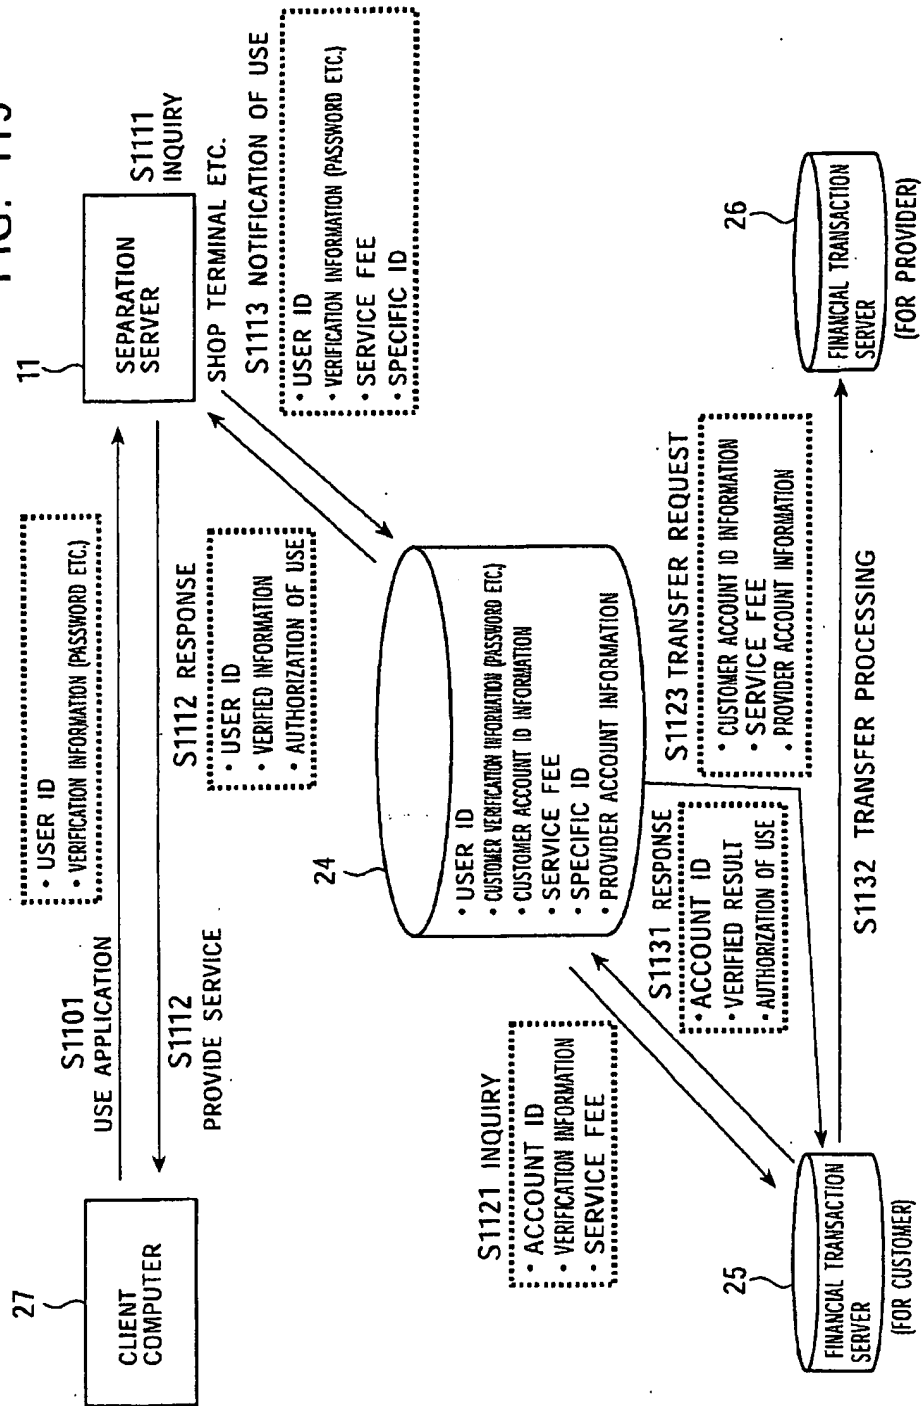 27
CLIENT
COMPUTER
S1101
USE APPLICATION
• USER ID
• VERIFICATION INFORMATION (PASSWORD ETC.)
S1112
PROVIDE SERVICE
11
SEPARATION
SERVER
S1111
INQUIRY
SHOP TERMINAL ETC.
S1112 RESPONSE
• USER ID
• VERIFIED INFORMATION
• AUTHORIZATION OF USE
S1113 NOTIFICATION OF USE
• USER ID
• VERIFICATION INFORMATION (PASSWORD ETC.)
• SERVICE FEE
• SPECIFIC ID
24
• USER ID
• CUSTOMER VERIFICATION INFORMATION (PASSWORD ETC.)
• CUSTOMER ACCOUNT ID INFORMATION
• SERVICE FEE
• SPECIFIC ID
• PROVIDER ACCOUNT INFORMATION
S1121 INQUIRY
• ACCOUNT ID
• VERIFICATION INFORMATION
• SERVICE FEE
S1131 RESPONSE
• ACCOUNT ID
• VERIFIED RESULT
• AUTHORIZATION OF USE
S1123 TRANSFER REQUEST
• CUSTOMER ACCOUNT ID INFORMATION
• SERVICE FEE
• PROVIDER ACCOUNT INFORMATION
S1132 TRANSFER PROCESSING
25
FINANCIAL TRANSACTION
SERVER
(FOR CUSTOMER)
26
FINANCIAL TRANSACTION
SERVER
(FOR PROVIDER)